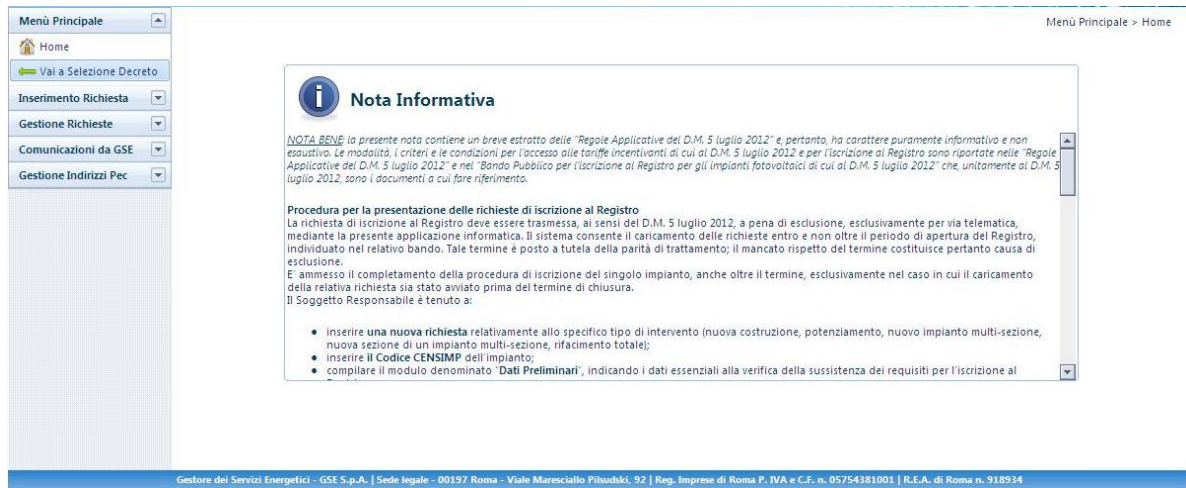 Menù Principale
Menù Principale > Home
Home
Vai a Selezione Decreto
Inserimento Richiesta
Gestione Richieste
Comunicazioni da GSE
Gestione Indirizzi Pec
Nota Informativa
NOTA BENE: la presente nota contiene un breve estratto delle "Regole Applicative del D.M. 5 luglio 2012" e, pertanto, ha carattere puramente informativo e non
esaustivo. Le modalità, i criteri e le condizioni per l'accesso alle tariffe incentivanti di cui al D.M. 5 luglio 2012 e per l'iscrizione al Registro sono riportate nelle "Regole
Applicative del D.M. 5 luglio 2012" e nel "Bando Pubblico per l'iscrizione al Registro per gli impianti fotovoltaici di cui al D.M. 5 luglio 2012" che, unitamente al D.M. 5
luglio 2012, sono i documenti a cui fare riferimento.
Procedura per la presentazione delle richieste di iscrizione al Registro
La richiesta di iscrizione al Registro deve essere trasmessa, ai sensi del D.M. 5 luglio 2012, a pena di esclusione, esclusivamente per via telematica,
mediante la presente applicazione informatica. Il sistema consente il caricamento delle richieste entro e non oltre il periodo di apertura del Registro,
individuato nel relativo bando. Tale termine è posto a tutela della parità di trattamento; il mancato rispetto del termine costituisce pertanto causa di
esclusione.
E' ammesso il completamento della procedura di iscrizione del singolo impianto, anche oltre il termine, esclusivamente nel caso in cui il caricamento
della relativa richiesta sia stato avviato prima del termine di chiusura.
Il Soggetto Responsabile è tenuto a:
• inserire una nuova richiesta relativamente allo specifico tipo di intervento (nuova costruzione, potenziamento, nuovo impianto multi-sezione,
nuova sezione di un impianto multi-sezione, rifacimento totale);
• inserire il Codice CENSIMP dell'impianto;
• compilare il modulo denominato "Dati Preliminari", indicando i dati essenziali alla verifica della sussistenza dei requisiti per l'iscrizione al
Gestore dei Servizi Energetici - GSE S.p.A. | Sede legale - 00197 Roma - Viale Maresciallo Pilsudski, 92 | Reg. Imprese di Roma P. IVA e C.F. n. 05754381001 | R.E.A. di Roma n. 918934